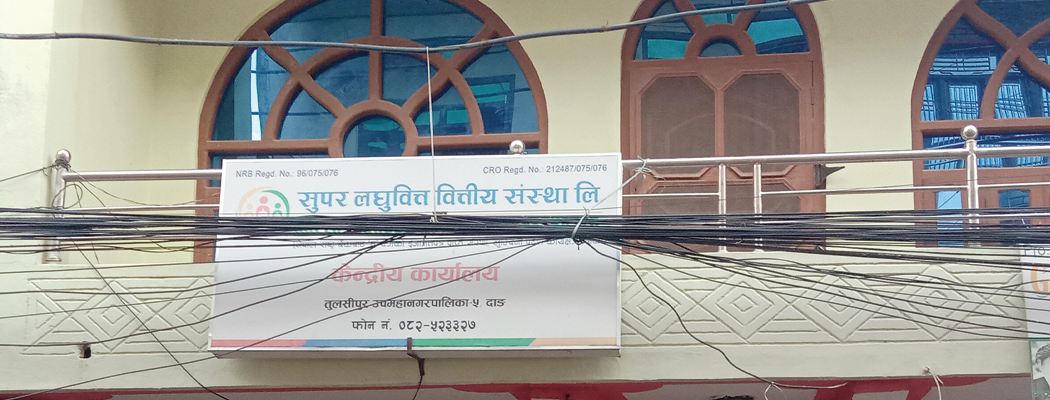 NRB Regd. No.: 96/075/076 CRO Regd. No.: 212487/075/076
सुपर लघुवित्त वित्तीय संस्था लि
केन्द्रीय कार्यालय
तुलसीपुर उपमहानगरपालिका-५, दाङ
फोन नं. ०८२-५२३३२७